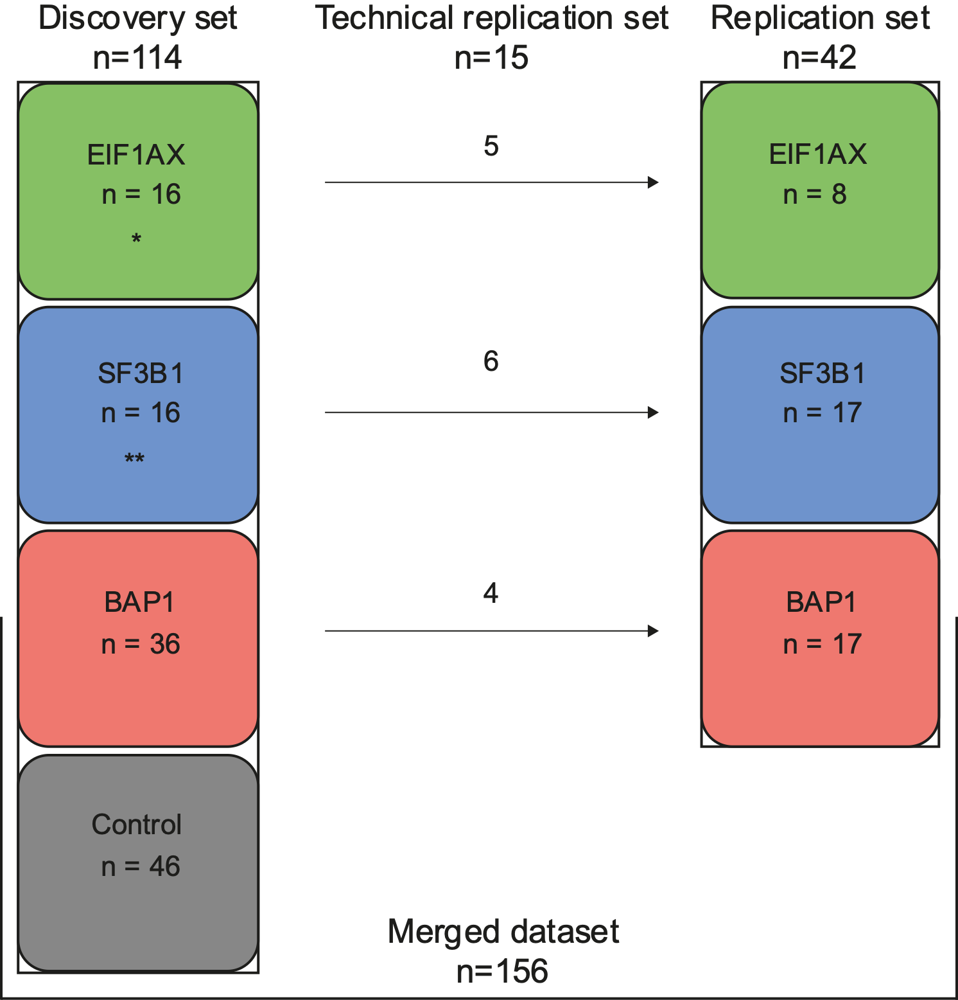 Discovery set
n=114
Technical replication set
n=15
Replication set
n=42
EIF1AX
n = 16
*
5
EIF1AX
n = 8
SF3B1
n = 16
**
6
SF3B1
n = 17
BAP1
n = 36
4
BAP1
n = 17
Control
n = 46
Merged dataset
n=156